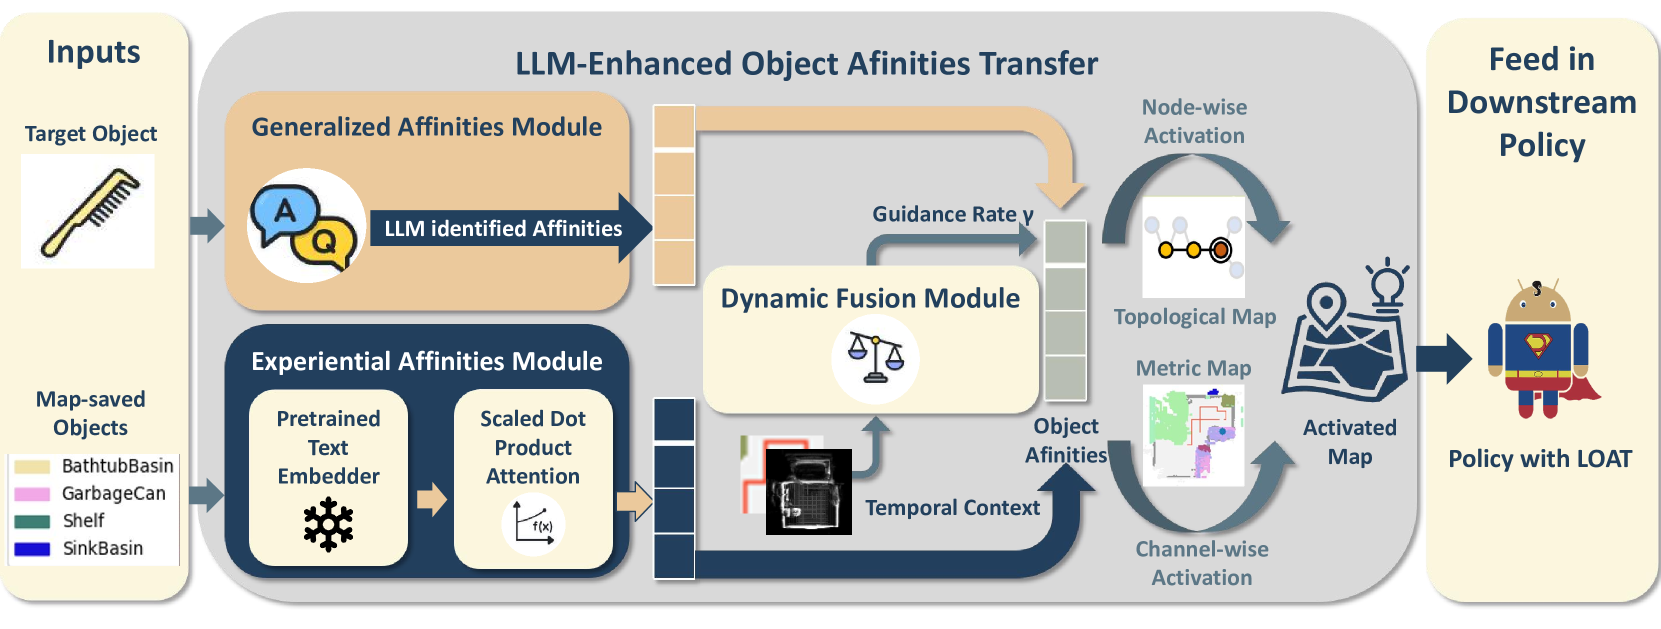 Inputs
Target Object
Map-saved
Objects
BathtubBasin
GarbageCan
Shelf
SinkBasin
LLM-Enhanced Object Afinities Transfer
Generalized Affinities Module
A
Q
LLM identified Affinities
Experiential Affinities Module
Pretrained
Text
Embedder
Scaled Dot
Product
Attention
f(x)
Guidance Rate γ
Dynamic Fusion Module
Temporal Context
Object
Afinities
Node-wise
Activation
Topological Map
Metric Map
Channel-wise
Activation
Activated
Map
Feed in
Downstream
Policy
Policy with LOAT